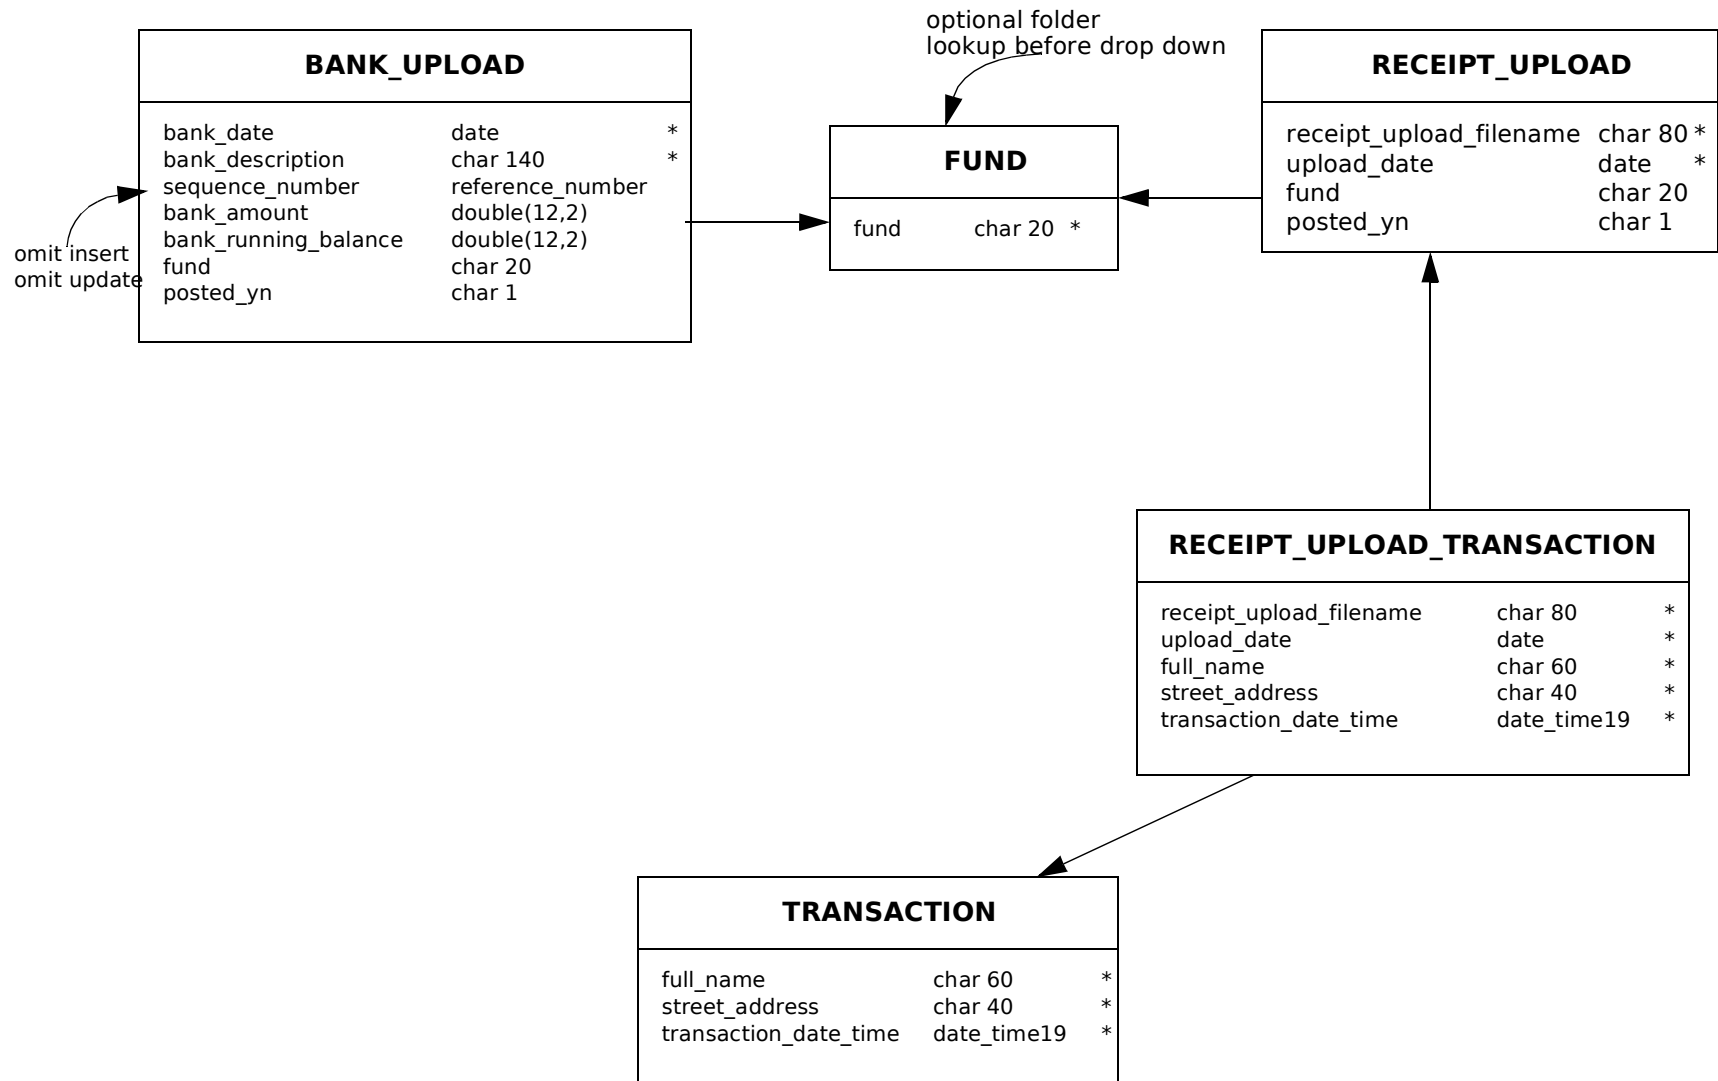 optional folder
lookup before drop down
BANK_UPLOAD
bank_date date *
bank_description char 140 *
sequence_number reference_number
bank_amount double(12,2)
bank_running_balance double(12,2)
fund char 20
posted_yn char 1
omit insert
omit update
FUND
fund char 20 *
RECEIPT_UPLOAD
receipt_upload_filename char 80 *
upload_date date *
fund char 20
posted_yn char 1
RECEIPT_UPLOAD_TRANSACTION
receipt_upload_filename char 80 *
upload_date date *
full_name char 60 *
street_address char 40 *
transaction_date_time date_time19 *
TRANSACTION
full_name char 60 *
street_address char 40 *
transaction_date_time date_time19 *